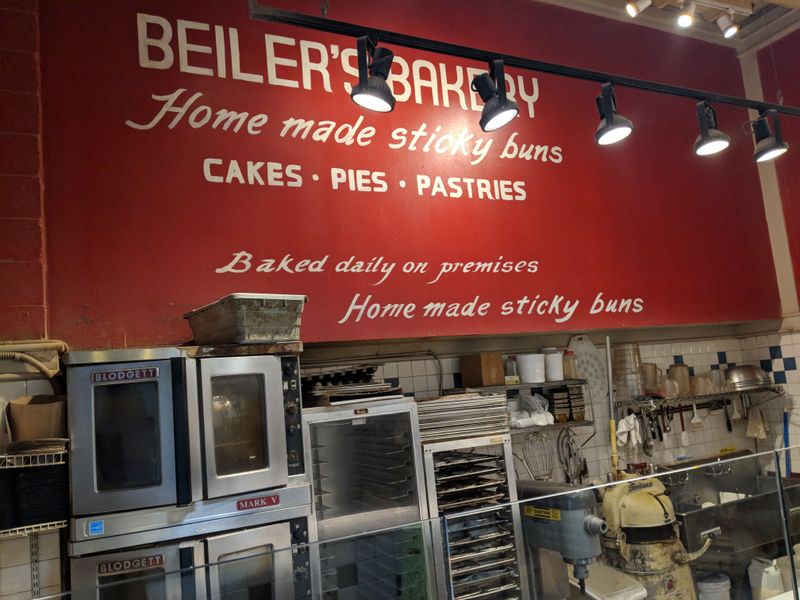 BEILER'S BAKERY
Home made sticky buns
CAKES · PIES · PASTRIES
Baked daily on premises
Home made sticky buns
BLODGETT
MARK V
BLODGETT
CAUTION